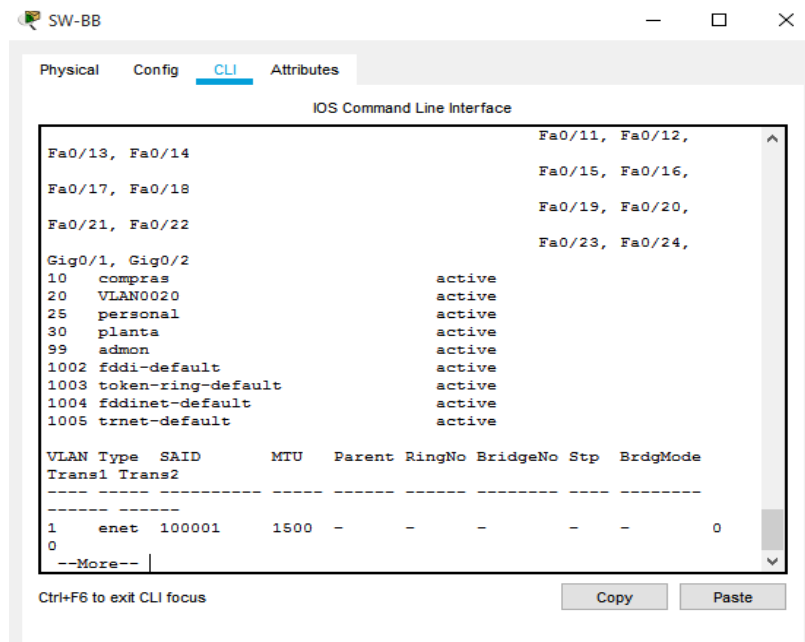 SW-BB
Physical Config CLI Attributes
IOS Command Line Interface
Fa0/11, Fa0/12,
Fa0/13, Fa0/14
Fa0/15, Fa0/16,
Fa0/17, Fa0/18
Fa0/19, Fa0/20,
Fa0/21, Fa0/22
Fa0/23, Fa0/24,
Gig0/1, Gig0/2
10 compras active
20 VLAN0020 active
25 personal active
30 planta active
99 admon active
1002 fddi-default active
1003 token-ring-default active
1004 fddinet-default active
1005 trnet-default active
VLAN Type SAID MTU Parent RingNo BridgeNo Stp BrdgMode
Trans1 Trans2
---- ----- ---------- ----- ------ ------ -------- ---- --------
------ ------
1 enet 100001 1500 - - - - - 0
0
--More--
Ctrl+F6 to exit CLI focus
Copy Paste